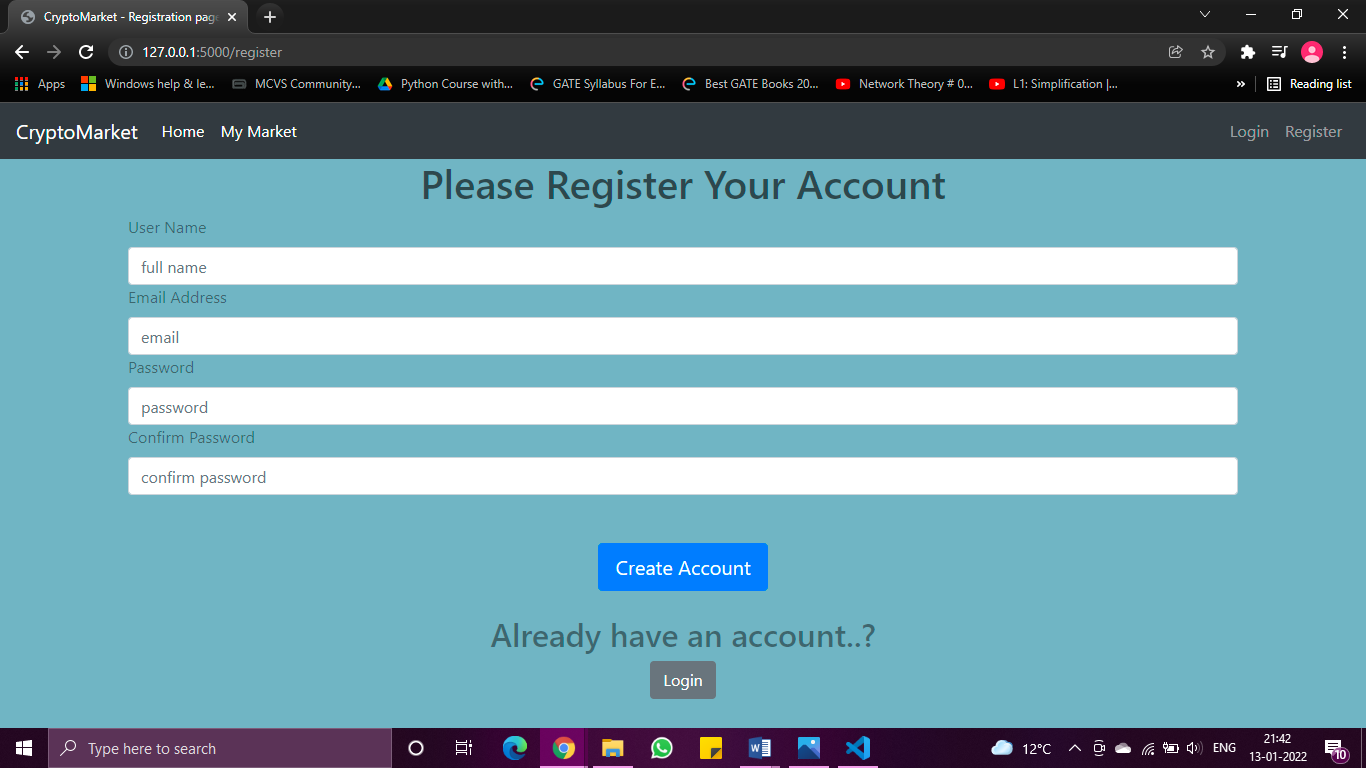 CryptoMarket - Registration page
127.0.0.1:5000/register
Apps Windows help & le... MCVS Community... Python Course with... GATE Syllabus For E... Best GATE Books 20... Network Theory # 0... L1: Simplification |... » Reading list
CryptoMarket Home My Market Login Register
Please Register Your Account
User Name
full name
Email Address
email
Password
password
Confirm Password
confirm password
Create Account
Already have an account..?
Login
Type here to search 12°C ENG 21:42
13-01-2022
10